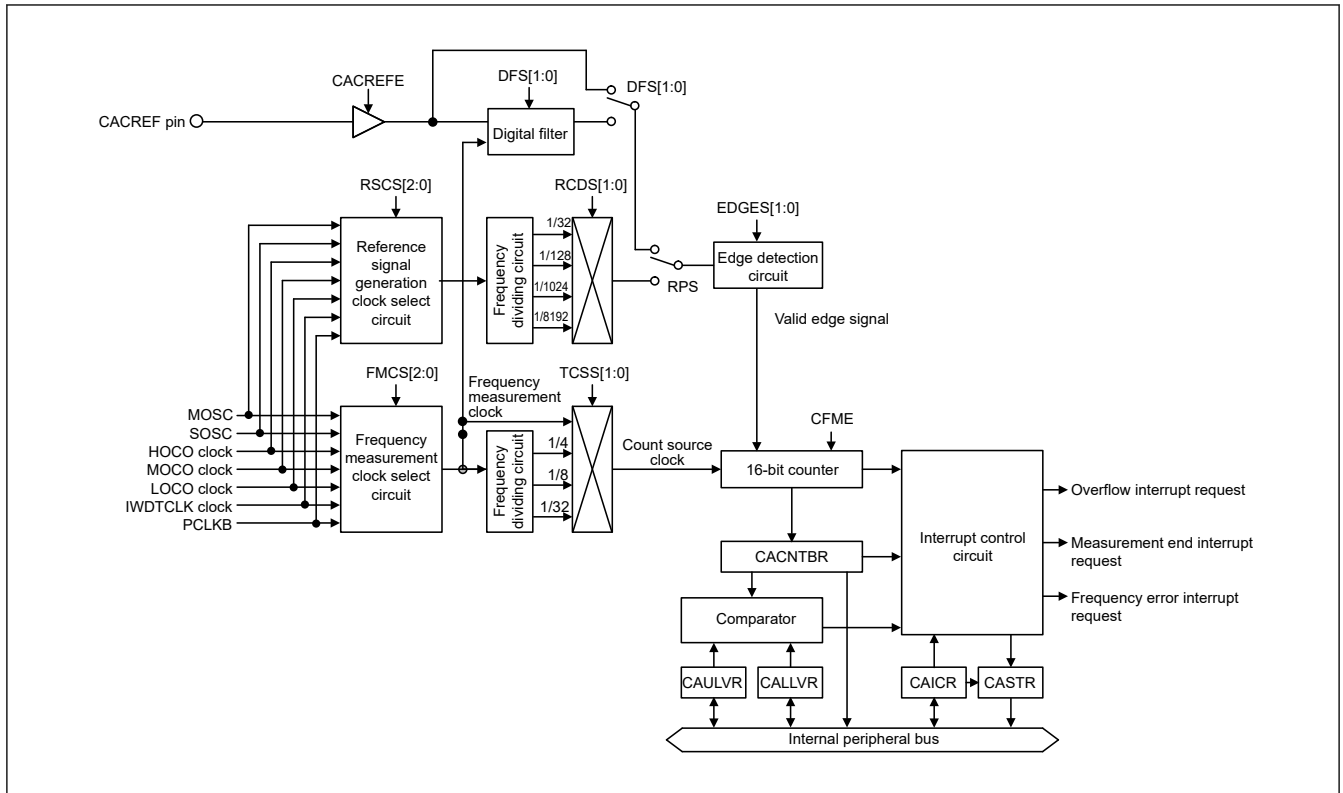 CACREFE
DFS[1:0]
DFS[1:0]
CACREF pin
Digital filter
RSCS[2:0]
RCDS[1:0]
EDGES[1:0]
Reference
signal
generation
clock select
circuit
Frequency
dividing circuit
1/32
1/128
1/1024
1/8192
RPS
Edge detection
circuit
Valid edge signal
FMCS[2:0]
Frequency
measurement
clock
TCSS[1:0]
CFME
MOSC
SOSC
HOCO clock
MOCO clock
LOCO clock
IWDTCLK clock
PCLKB
Frequency
measurement
clock select
circuit
Frequency
dividing circuit
1/4
1/8
1/32
Count source
clock
16-bit counter
Interrupt control
circuit
Overflow interrupt request
Measurement end interrupt
request
Frequency error interrupt
request
CACNTBR
Comparator
CAULVR
CALLVR
CAICR
CASTR
Internal peripheral bus